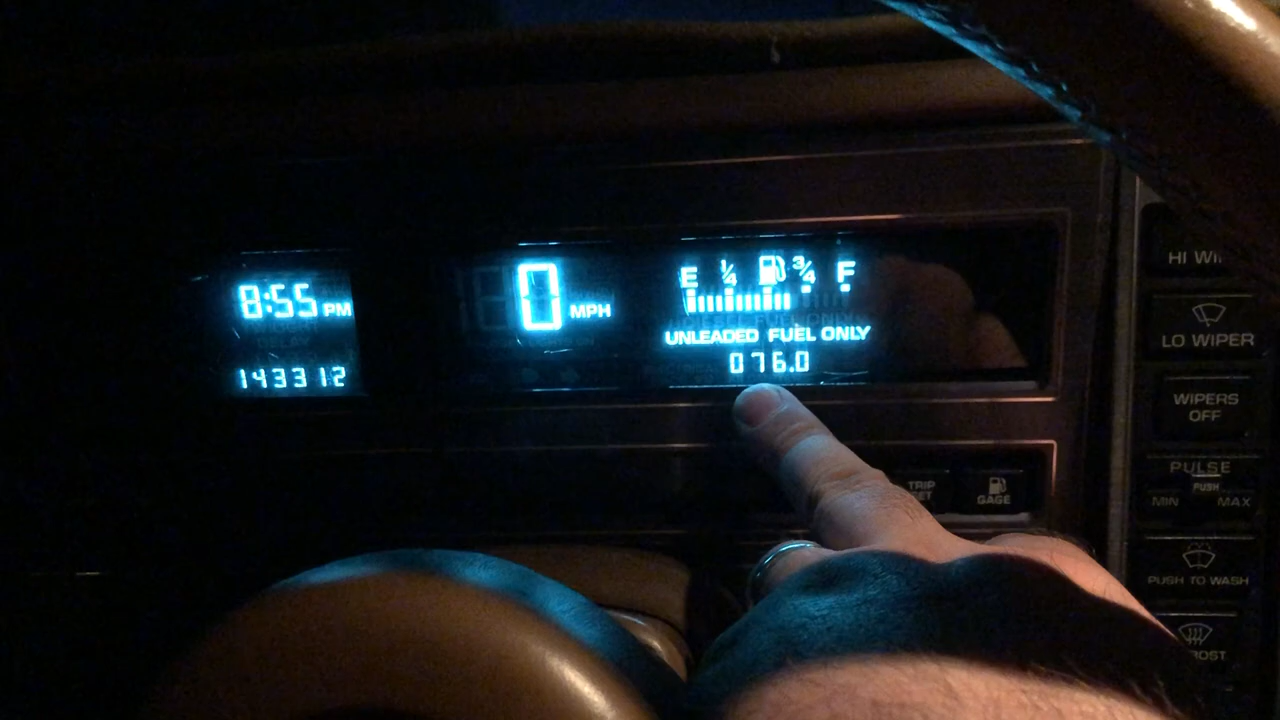 8:55 PM
143312
0 MPH
E 1/4 3/4 F
UNLEADED FUEL ONLY
076.0
TRIP
GAGE
HI
LO WIPER
WIPERS
OFF
PULSE
PUSH
MIN MAX
PUSH TO WASH